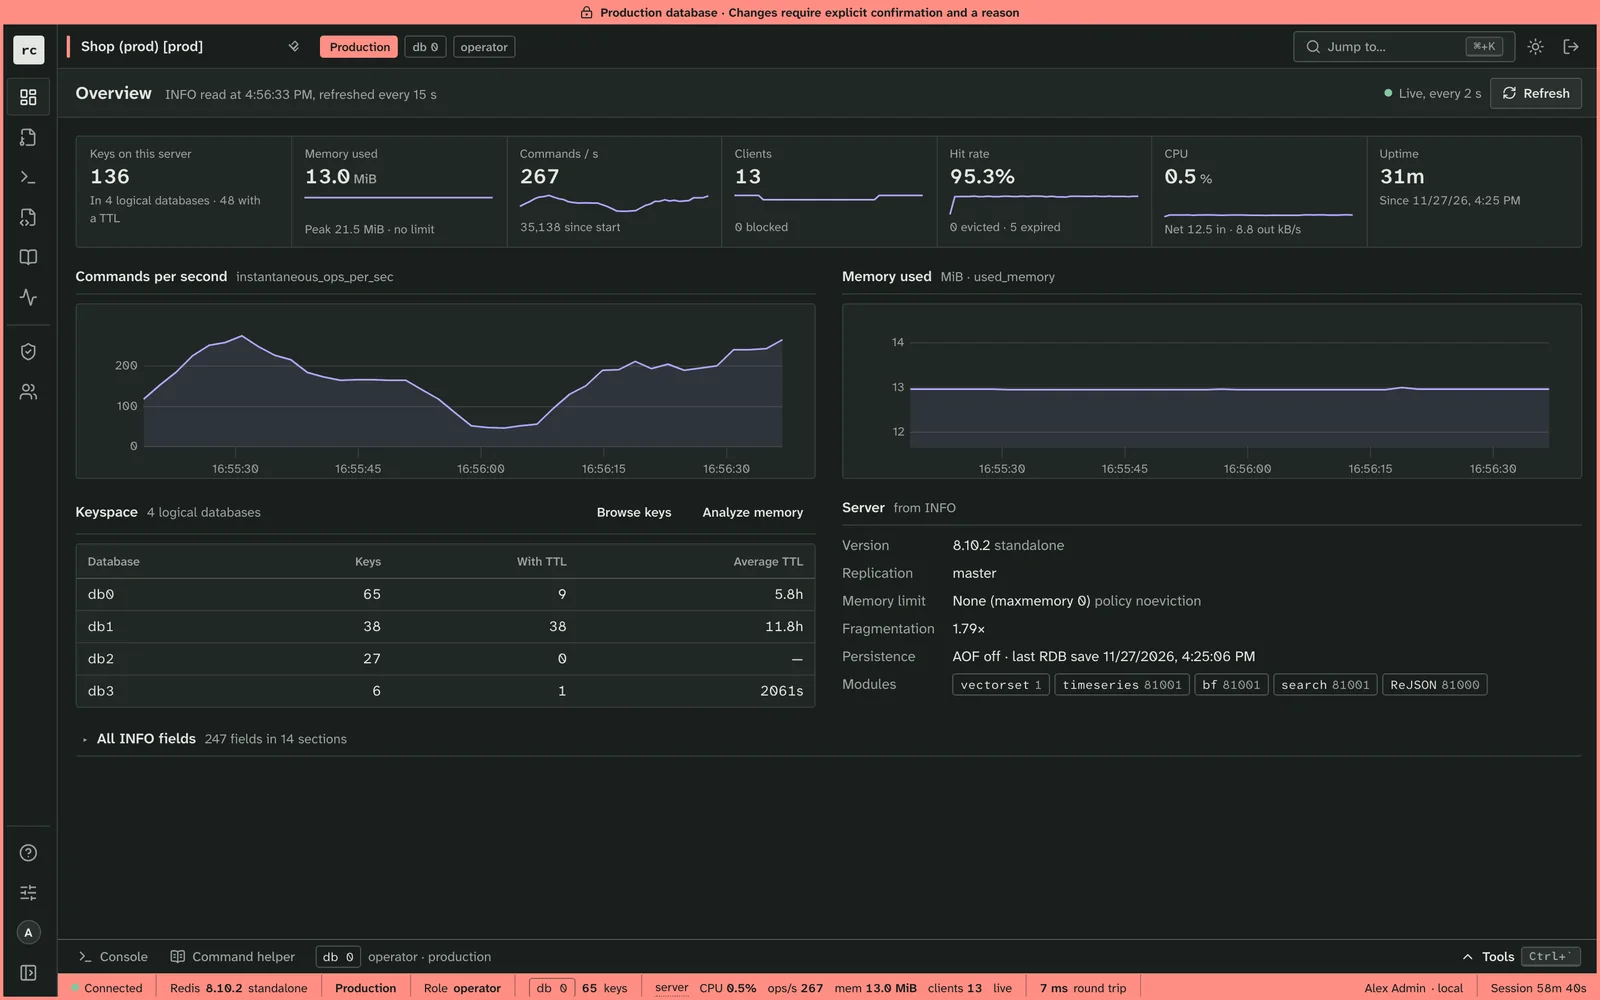 Production database · Changes require explicit confirmation and a reason
rc
Shop (prod) [prod]
Production
db 0
operator
Jump to...
⌘+K
Overview
INFO read at 4:56:33 PM, refreshed every 15 s
Live, every 2 s
Refresh
Keys on this server
136
In 4 logical databases · 48 with
a TTL
Memory used
13.0 MiB
Peak 21.5 MiB · no limit
Commands / s
267
35,138 since start
Clients
13
0 blocked
Hit rate
95.3%
0 evicted · 5 expired
CPU
0.5 %
Net 12.5 in · 8.8 out kB/s
Uptime
31m
Since 11/27/26, 4:25 PM
Commands per second instantaneous_ops_per_sec
200
100
0
16:55:30 16:55:45 16:56:00 16:56:15 16:56:30
Memory used MiB · used_memory
14
13
12
16:55:30 16:55:45 16:56:00 16:56:15 16:56:30
Keyspace 4 logical databases
Browse keys
Analyze memory
Database Keys With TTL Average TTL
db0 65 9 5.8h
db1 38 38 11.8h
db2 27 0 —
db3 6 1 2061s
Server from INFO
Version 8.10.2 standalone
Replication master
Memory limit None (maxmemory 0) policy noeviction
Fragmentation 1.79×
Persistence AOF off · last RDB save 11/27/2026, 4:25:06 PM
Modules vectorset 1 timeseries 81001 bf 81001 search 81001 ReJSON 81000
All INFO fields 247 fields in 14 sections
A
Console
Command helper
db 0
operator · production
Tools
Ctrl+`
Connected
Redis 8.10.2 standalone
Production
Role operator
db 0 65 keys
server CPU 0.5% ops/s 267 mem 13.0 MiB clients 13 live
7 ms round trip
Alex Admin · local
Session 58m 40s